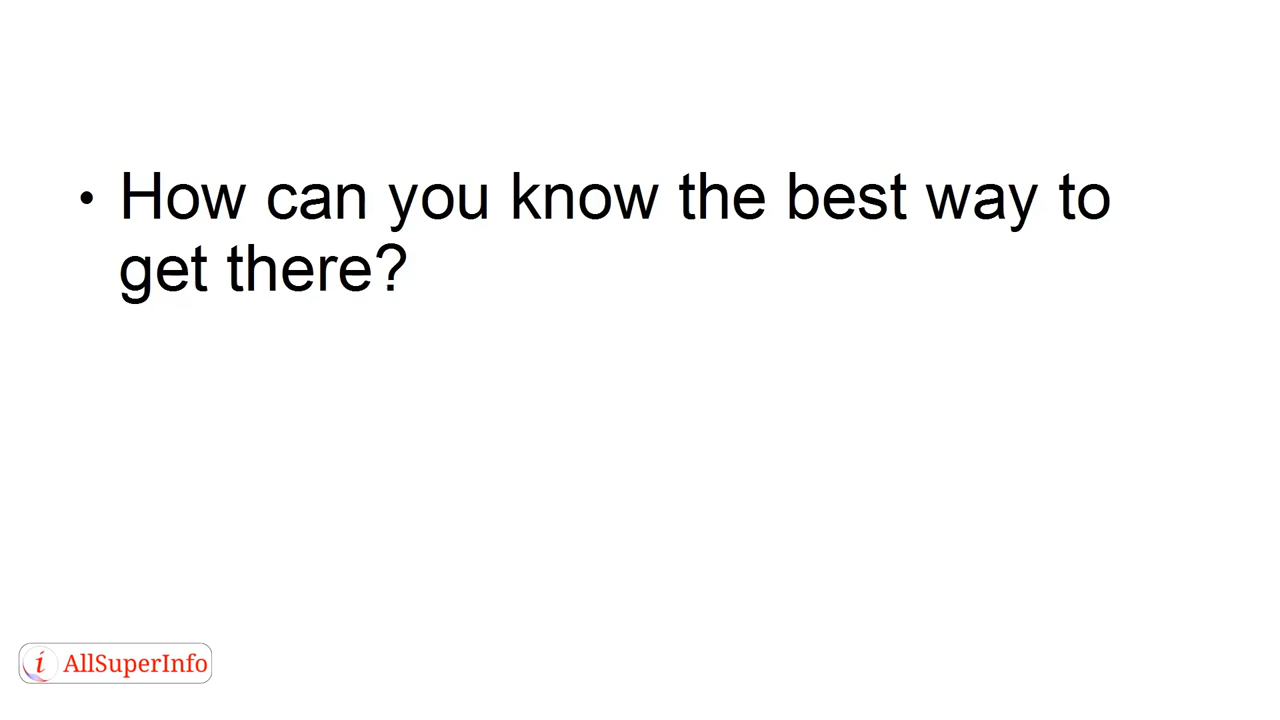 • How can you know the best way to
get there?
i AllSuperInfo